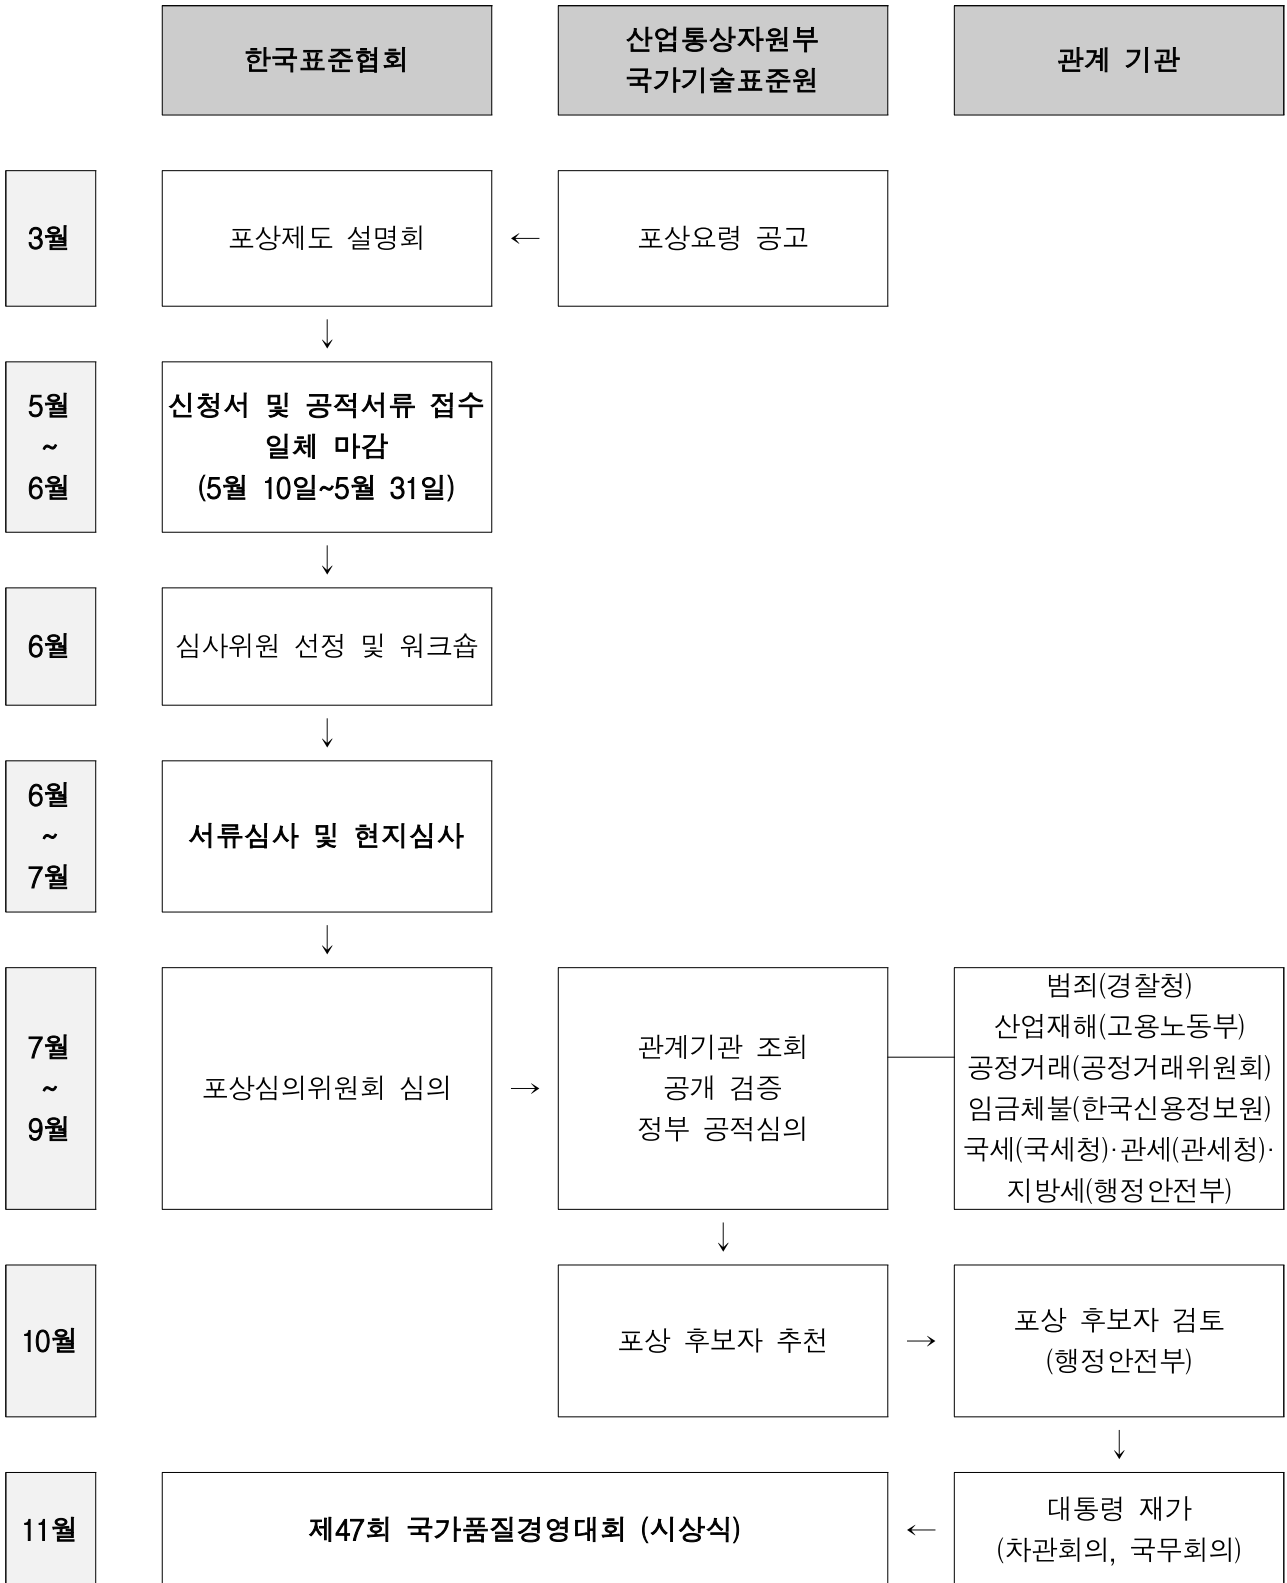 한국표준협회
산업통상자원부
국가기술표준원
관계 기관
3월
포상제도 설명회
←
포상요령 공고
↓
5월
~
6월
신청서 및 공적서류 접수
일체 마감
(5월 10일~5월 31일)
↓
6월
심사위원 선정 및 워크숍
↓
6월
~
7월
서류심사 및 현지심사
↓
7월
~
9월
포상심의위원회 심의
→
관계기관 조회
공개 검증
정부 공적심의
범죄(경찰청)
산업재해(고용노동부)
공정거래(공정거래위원회)
임금체불(한국신용정보원)
국세(국세청)·관세(관세청)·
지방세(행정안전부)
↓
10월
포상 후보자 추천
→
포상 후보자 검토
(행정안전부)
↓
11월
제47회 국가품질경영대회 (시상식)
←
대통령 재가
(차관회의, 국무회의)